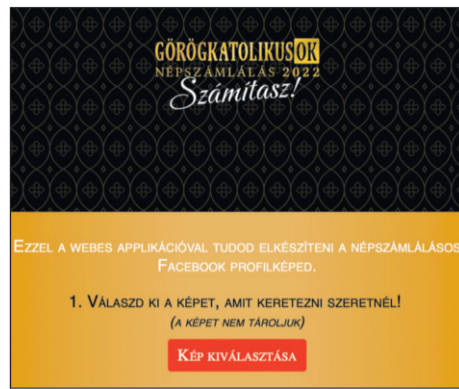 GÖRÖGKATOLIKUSOK
NÉPSZÁMLÁLÁS 2022
Számítasz!
EZZEL A WEBES APPLIKÁCIÓVAL TUDOD ELKÉSZÍTENI A NÉPSZÁMLÁLÁSOS
FACEBOOK PROFILKÉPED.
1. VÁLASZD KI A KÉPET, AMIT KERETEZNI SZERETNÉL!
(A KÉPET NEM TÁROLJUK)
KÉP KIVÁLASZTÁSA